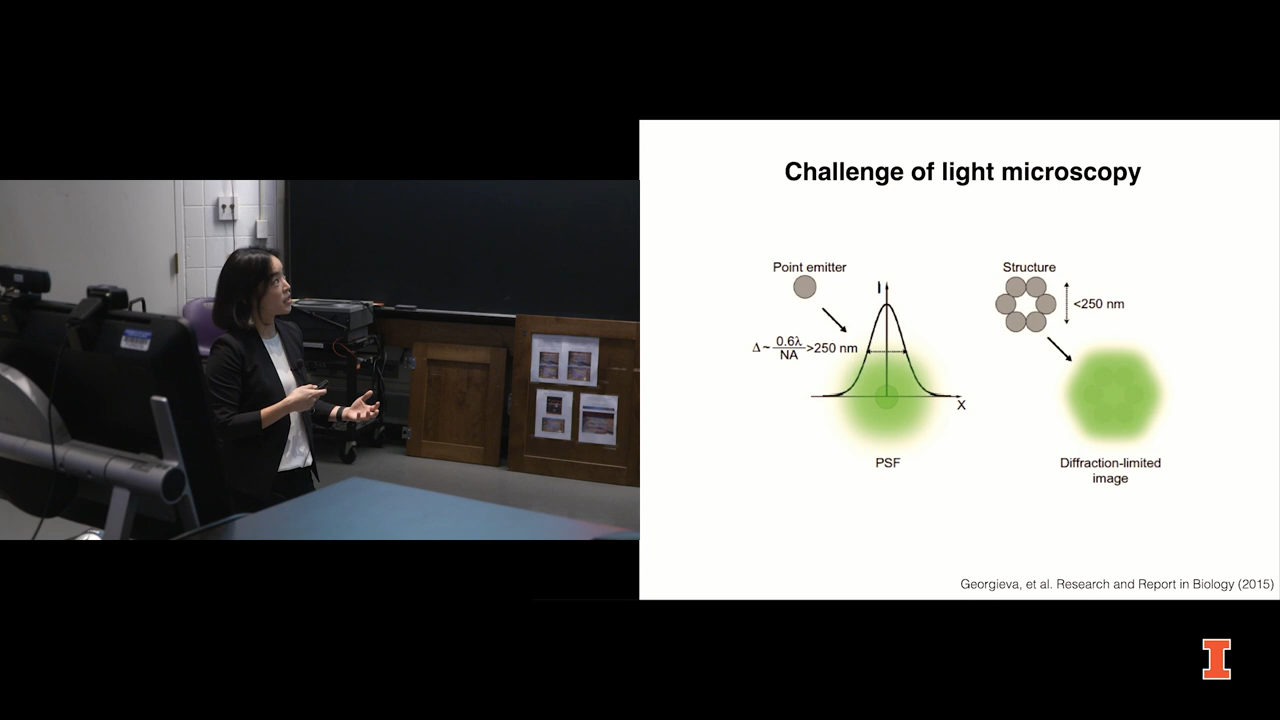 Challenge of light microscopy
Point emitter
I
Δ ~ 0.6λ/NA >250 nm
X
PSF
Structure
<250 nm
Diffraction-limited
image
Georgieva, et al. Research and Report in Biology (2015)
I